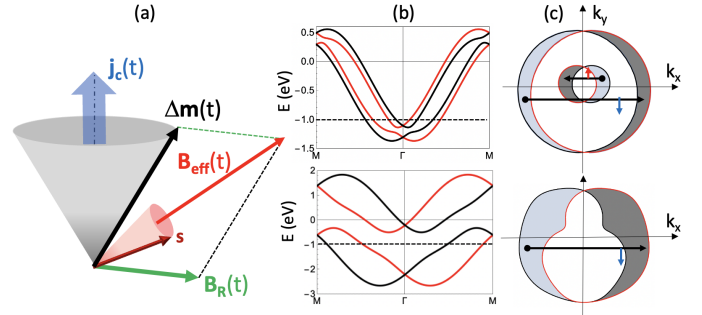 (a)
j_c(t)
Δm(t)
B_eff(t)
s
B_R(t)
(b)
E (eV)
0.5
0.0
−0.5
−1.0
−1.5
M
Γ
M
E (eV)
2
1
0
−1
−2
−3
M
Γ
M
(c)
k_y
k_x
k_x